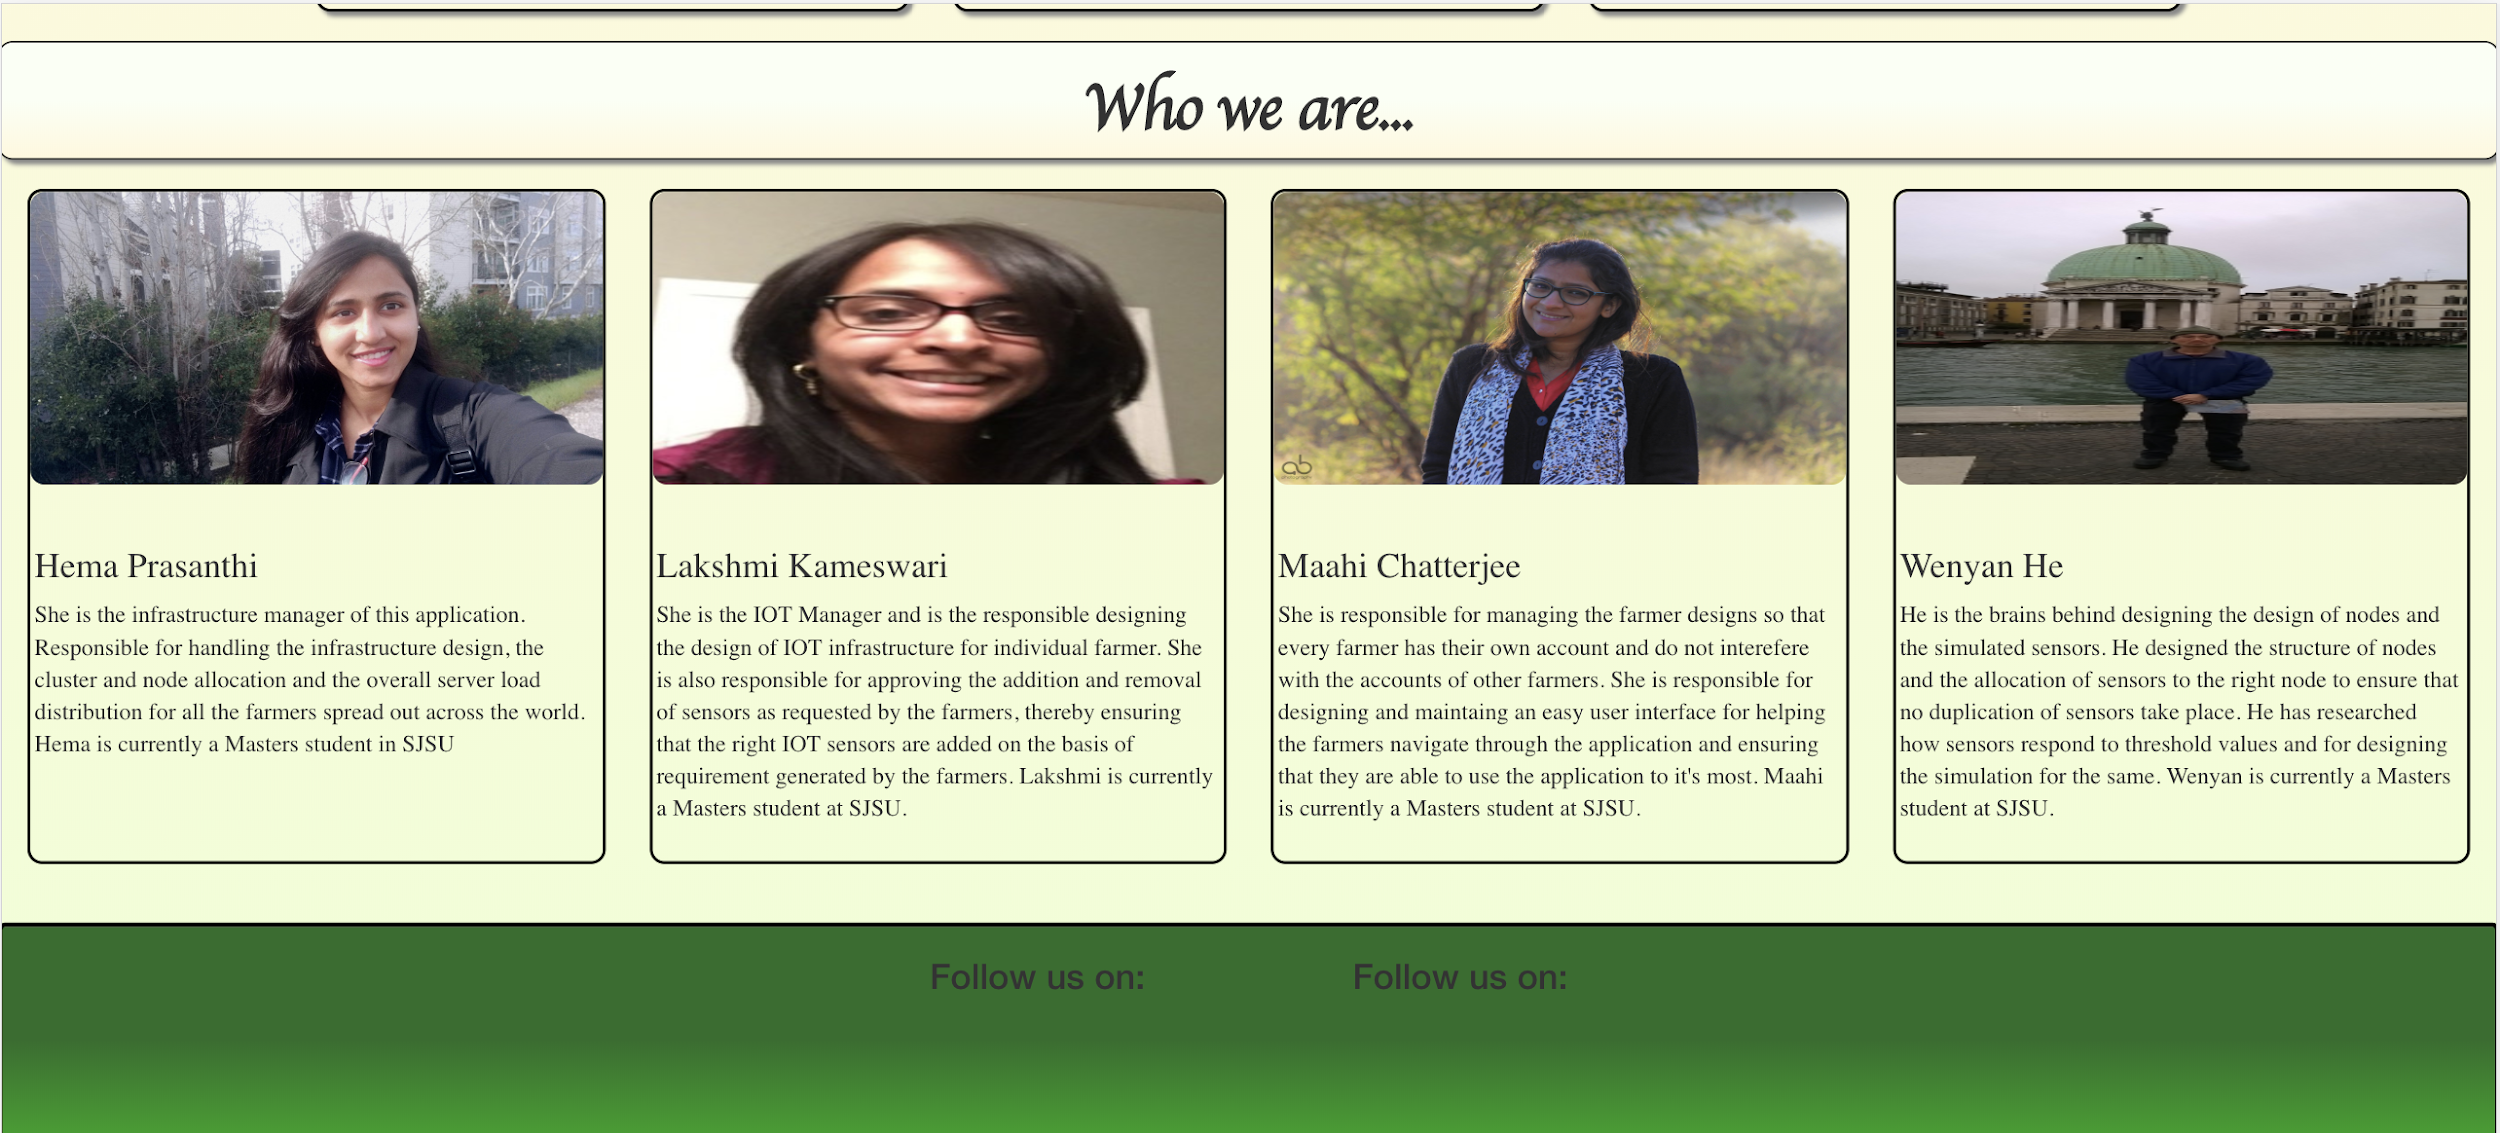 Who we are...
Hema Prasanthi
She is the infrastructure manager of this application.
Responsible for handling the infrastructure design, the
cluster and node allocation and the overall server load
distribution for all the farmers spread out across the world.
Hema is currently a Masters student in SJSU
Lakshmi Kameswari
She is the IOT Manager and is the responsible designing
the design of IOT infrastructure for individual farmer. She
is also responsible for approving the addition and removal
of sensors as requested by the farmers, thereby ensuring
that the right IOT sensors are added on the basis of
requirement generated by the farmers. Lakshmi is currently
a Masters student at SJSU.
ab
Maahi Chatterjee
She is responsible for managing the farmer designs so that
every farmer has their own account and do not interefere
with the accounts of other farmers. She is responsible for
designing and maintaing an easy user interface for helping
the farmers navigate through the application and ensuring
that they are able to use the application to it's most. Maahi
is currently a Masters student at SJSU.
Wenyan He
He is the brains behind designing the design of nodes and
the simulated sensors. He designed the structure of nodes
and the allocation of sensors to the right node to ensure that
no duplication of sensors take place. He has researched
how sensors respond to threshold values and for designing
the simulation for the same. Wenyan is currently a Masters
student at SJSU.
Follow us on:
Follow us on: